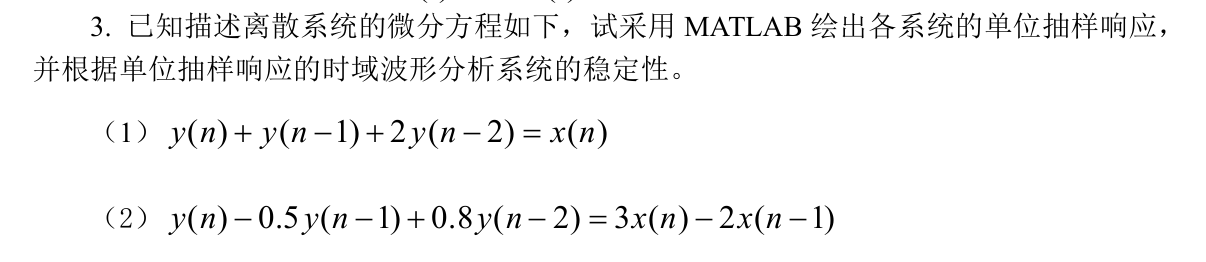 3. 已知描述离散系统的微分方程如下，试采用 MATLAB 绘出各系统的单位抽样响应，
并根据单位抽样响应的时域波形分析系统的稳定性。
（1） y(n)+y(n−1)+2y(n−2)=x(n)
（2） y(n)−0.5y(n−1)+0.8y(n−2)=3x(n)−2x(n−1)